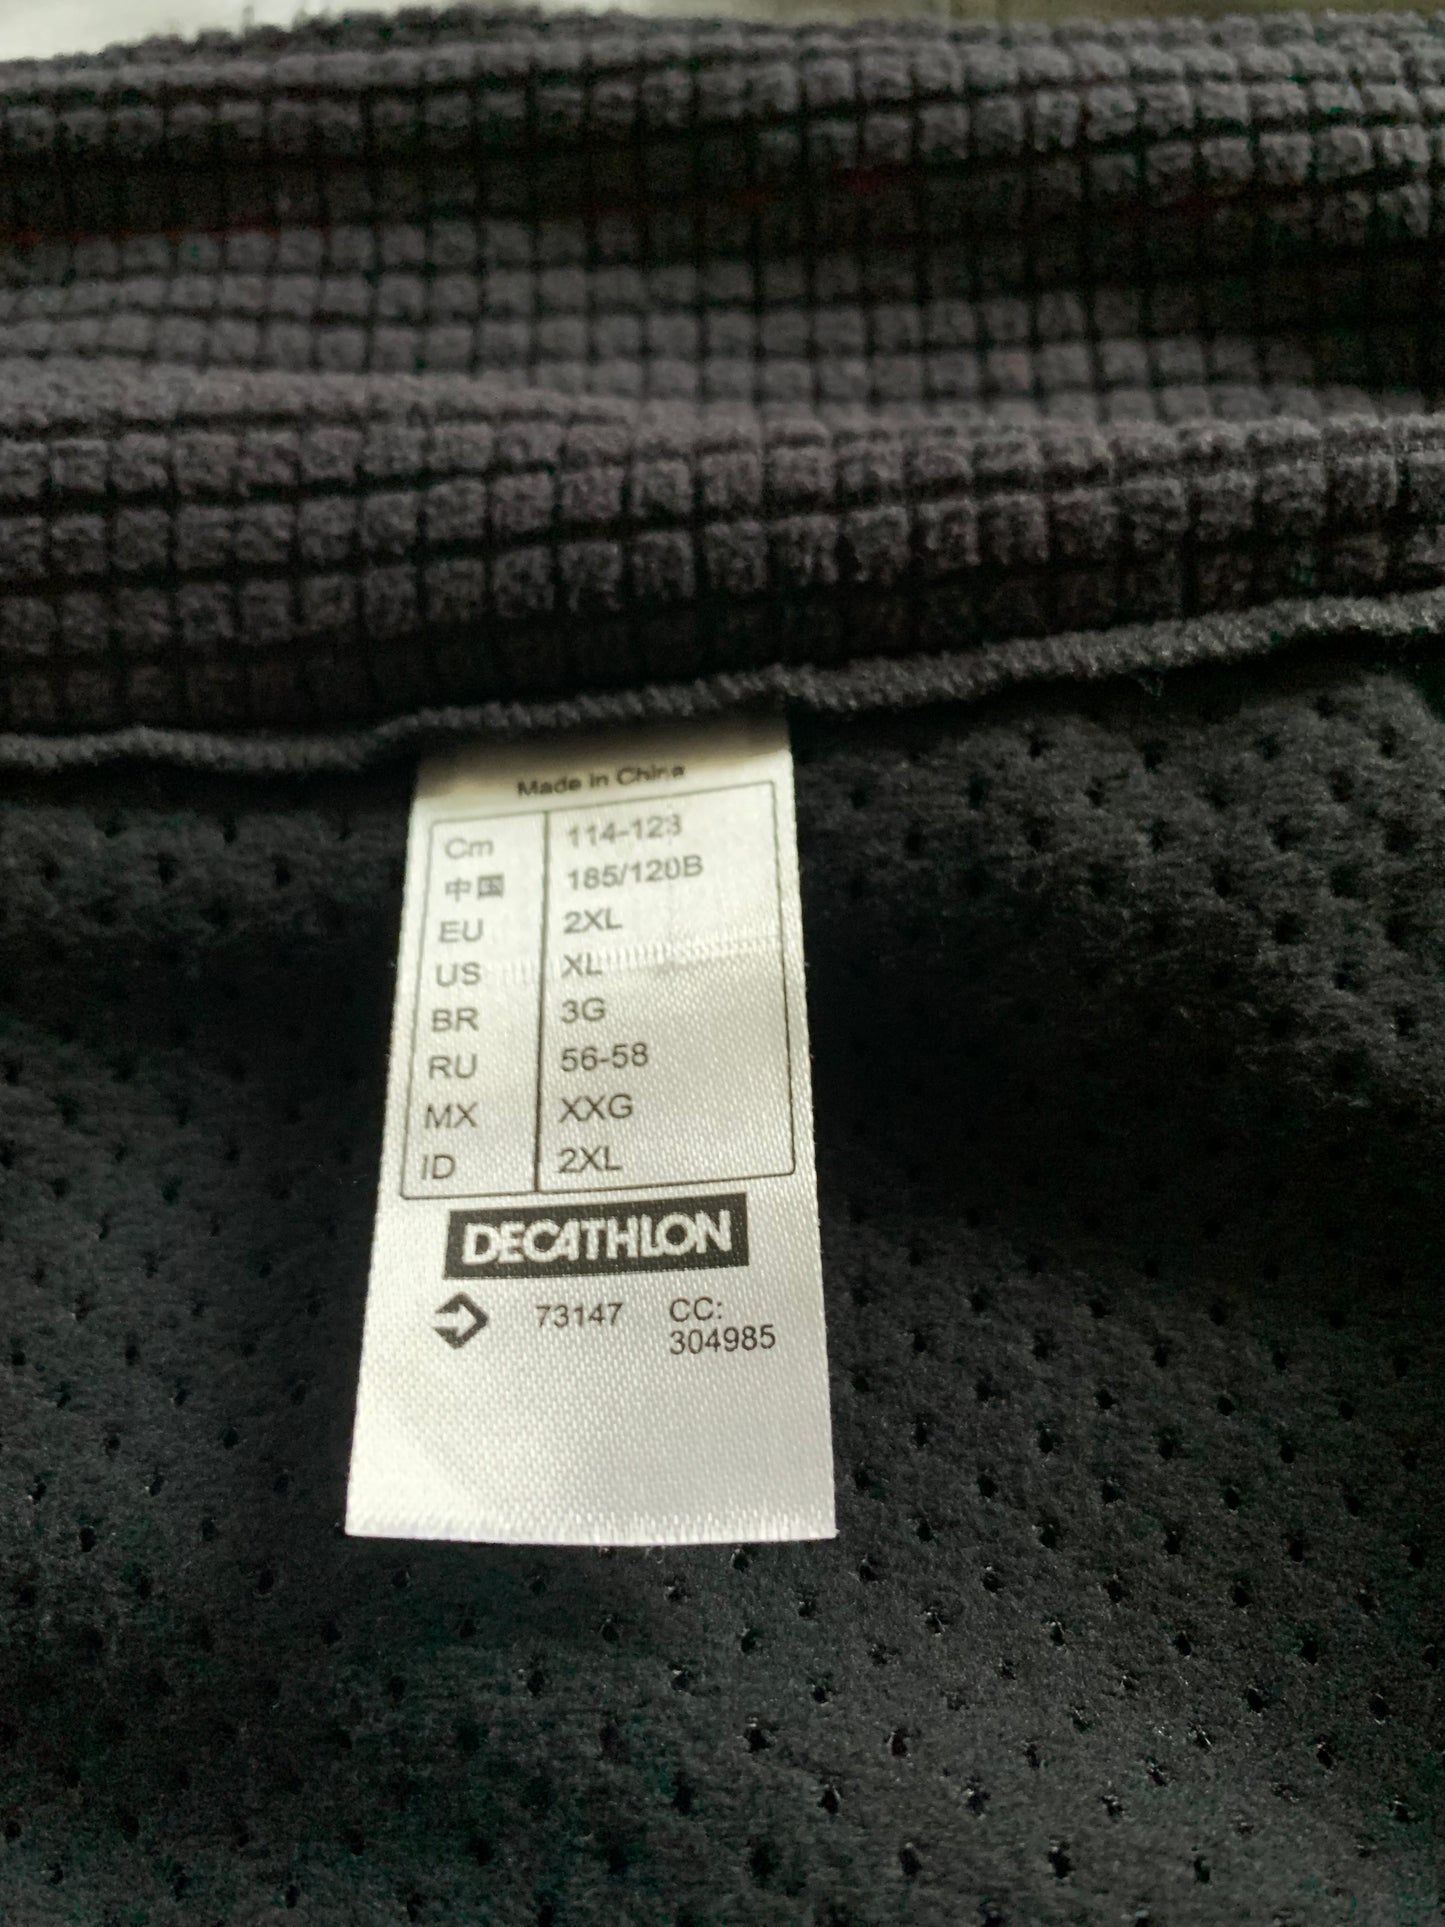 Made in China
Cm 114-123
中国 185/120B
EU 2XL
US XL
BR 3G
RU 56-58
MX XXG
ID 2XL
DECATHLON
73147 CC:
304985